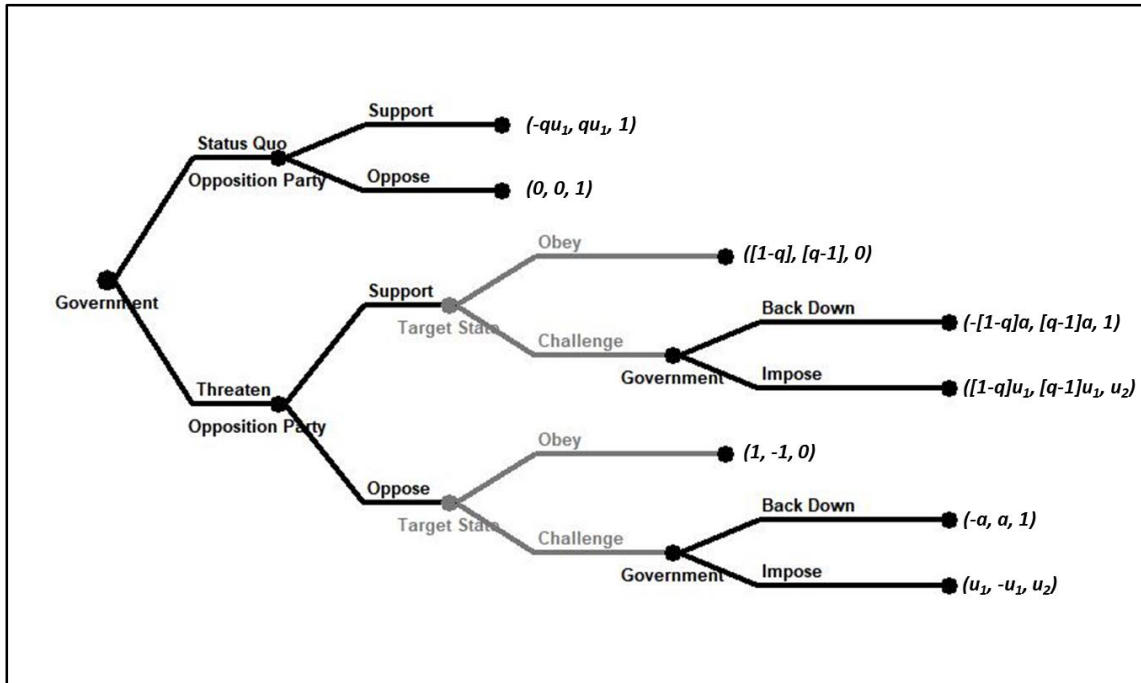 Support
(-qu₁, qu₁, 1)
Status Quo
Opposition Party
Oppose
(0, 0, 1)
Obey
([1-q], [q-1], 0)
Government
Support
Target State
Back Down
(-[1-q]a, [q-1]a, 1)
Challenge
Government
Impose
([1-q]u₁, [q-1]u₁, u₂)
Threaten
Opposition Party
Obey
(1, -1, 0)
Oppose
Target State
Back Down
(-a, a, 1)
Challenge
Government
Impose
(u₁, -u₁, u₂)